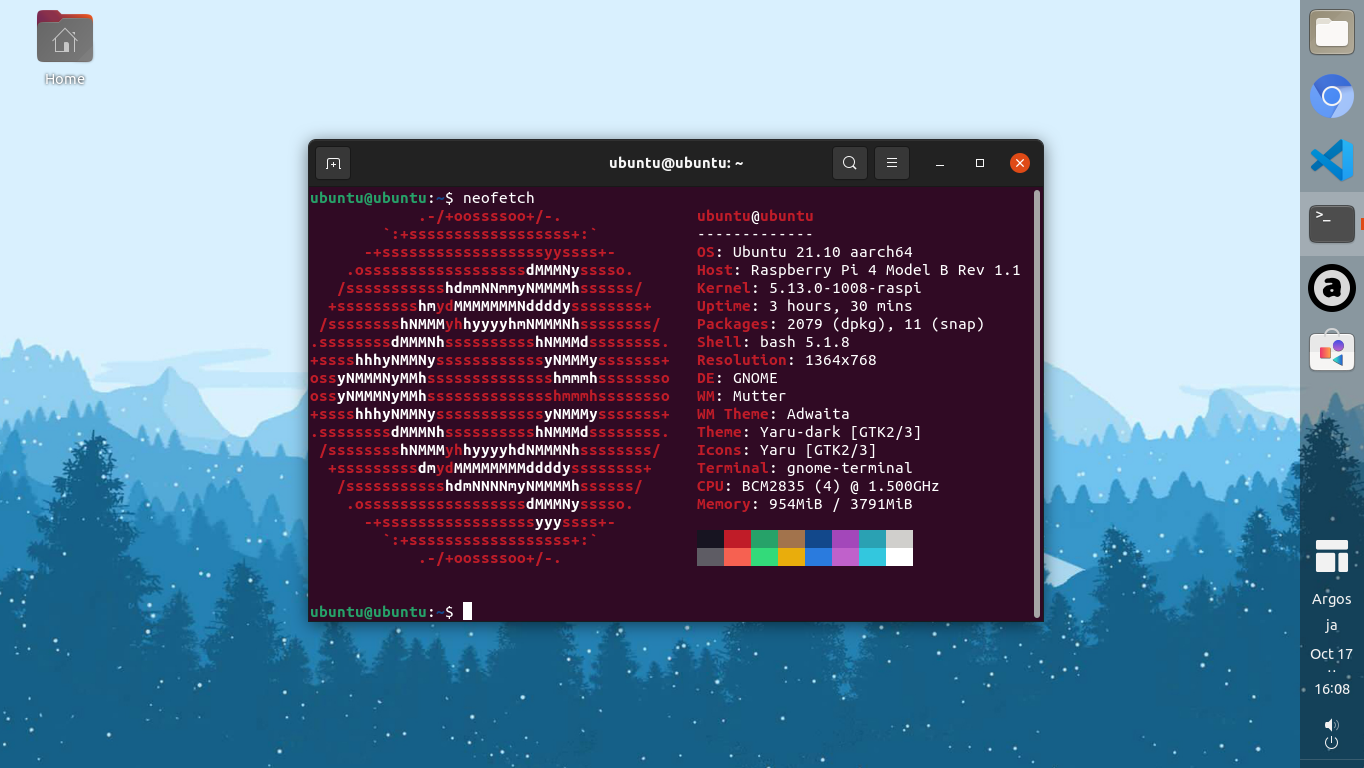 Home
ubuntu@ubuntu: ~
ubuntu@ubuntu:~$ neofetch
.-/+oossssoo+/-.
`:+ssssssssssssssssss+:`
-+ssssssssssssssssssyyssss+-
.ossssssssssssssssssdMMMNysssso.
/ssssssssssshdmmNNmmyNMMMMhssssss/
+ssssssssshmydMMMMMMMNddddyssssssss+
/sssssssshNMMMyhhyyyyhmNMMMNhssssssss/
.ssssssssdMMMNhsssssssssshNMMMdssssssss.
+sssshhhyNMMNyssssssssssssyNMMMysssssss+
ossyNMMMNyMMhsssssssssssssshmmmhssssssso
ossyNMMMNyMMhsssssssssssssshmmmhssssssso
+sssshhhyNMMNyssssssssssssyNMMMysssssss+
.ssssssssdMMMNhsssssssssshNMMMdssssssss.
/sssssssshNMMMyhhyyyyhdNMMMNhssssssss/
+sssssssssdmydMMMMMMMMddddyssssssss+
/ssssssssssshdmNNNNmyNMMMMhssssss/
.ossssssssssssssssssdMMMNysssso.
-+sssssssssssssssssyyyssss+-
`:+ssssssssssssssssss+:`
.-/+oossssoo+/-.
ubuntu@ubuntu
-------------
OS: Ubuntu 21.10 aarch64
Host: Raspberry Pi 4 Model B Rev 1.1
Kernel: 5.13.0-1008-raspi
Uptime: 3 hours, 30 mins
Packages: 2079 (dpkg), 11 (snap)
Shell: bash 5.1.8
Resolution: 1364x768
DE: GNOME
WM: Mutter
WM Theme: Adwaita
Theme: Yaru-dark [GTK2/3]
Icons: Yaru [GTK2/3]
Terminal: gnome-terminal
CPU: BCM2835 (4) @ 1.500GHz
Memory: 954MiB / 3791MiB
ubuntu@ubuntu:~$
>_
a
Argos
ja
Oct 17
16:08